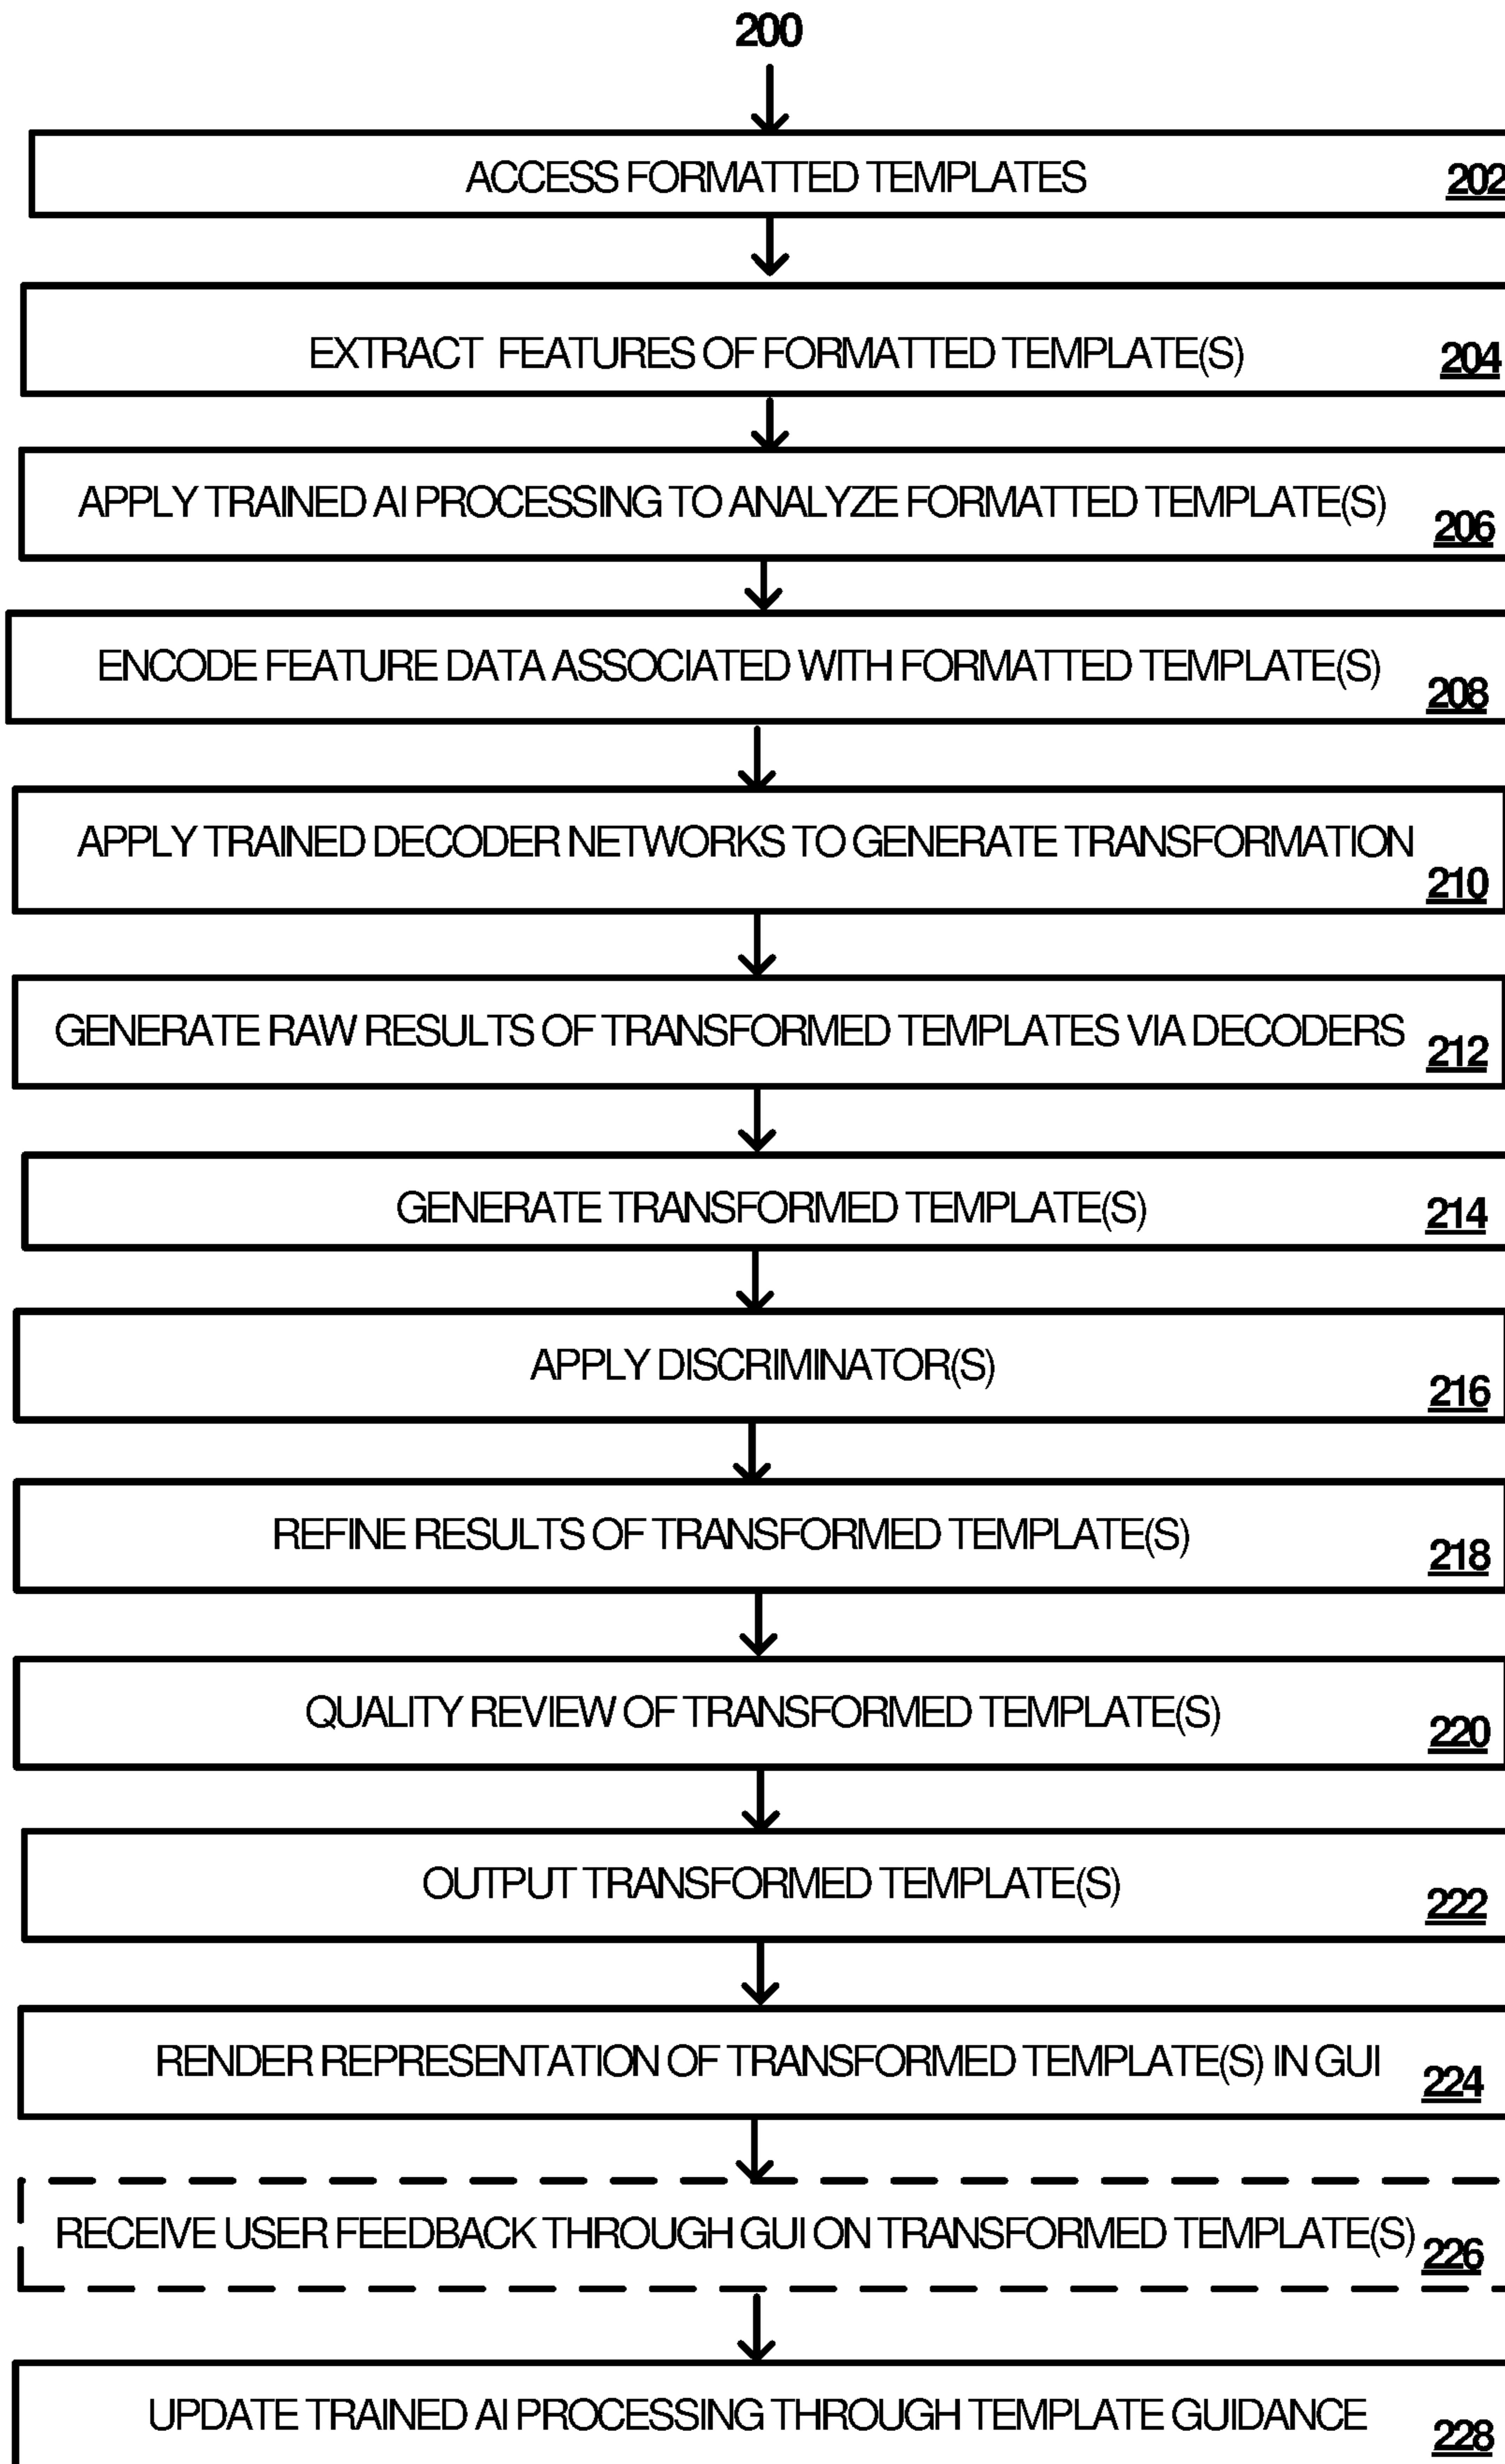 200
ACCESS FORMATTED TEMPLATES 202
EXTRACT FEATURES OF FORMATTED TEMPLATE(S) 204
APPLY TRAINED AI PROCESSING TO ANALYZE FORMATTED TEMPLATE(S) 206
ENCODE FEATURE DATA ASSOCIATED WITH FORMATTED TEMPLATE(S) 208
APPLY TRAINED DECODER NETWORKS TO GENERATE TRANSFORMATION 210
GENERATE RAW RESULTS OF TRANSFORMED TEMPLATES VIA DECODERS 212
GENERATE TRANSFORMED TEMPLATE(S) 214
APPLY DISCRIMINATOR(S) 216
REFINE RESULTS OF TRANSFORMED TEMPLATE(S) 218
QUALITY REVIEW OF TRANSFORMED TEMPLATE(S) 220
OUTPUT TRANSFORMED TEMPLATE(S) 222
RENDER REPRESENTATION OF TRANSFORMED TEMPLATE(S) IN GUI 224
RECEIVE USER FEEDBACK THROUGH GUI ON TRANSFORMED TEMPLATE(S) 226
UPDATE TRAINED AI PROCESSING THROUGH TEMPLATE GUIDANCE 228